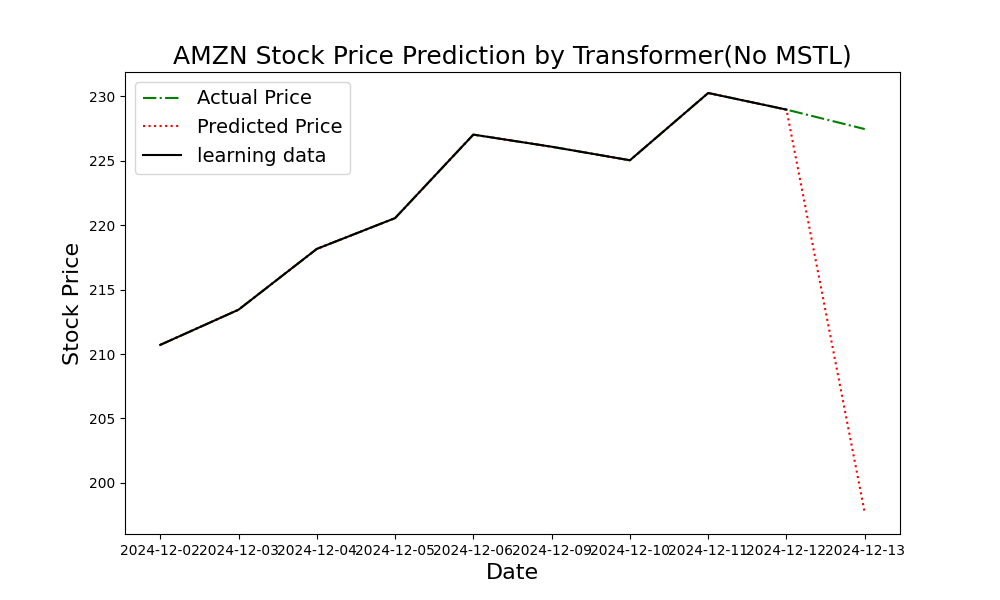 AMZN Stock Price Prediction by Transformer(No MSTL)
Actual Price
Predicted Price
learning data
230
225
220
215
210
205
200
Stock Price
2024-12-02 2024-12-03 2024-12-04 2024-12-05 2024-12-06 2024-12-09 2024-12-10 2024-12-11 2024-12-12 2024-12-13
Date